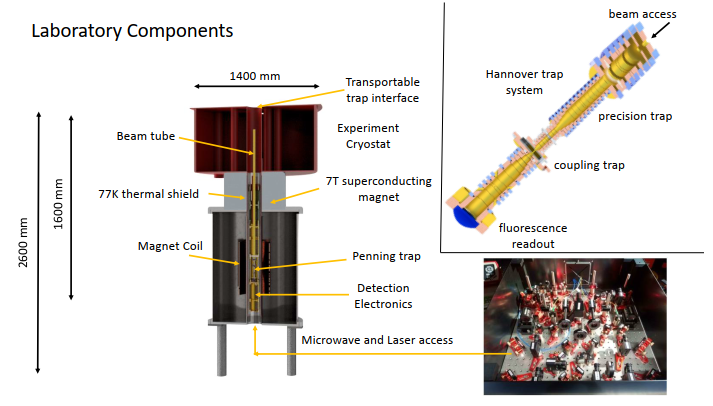 Laboratory Components
1400 mm
Transportable
trap interface
Beam tube
Experiment
Cryostat
77K thermal shield
7T superconducting
magnet
2600 mm
1600 mm
Magnet Coil
Penning trap
Detection
Electronics
Microwave and Laser access
beam access
Hannover trap
system
precision trap
coupling trap
fluorescence
readout